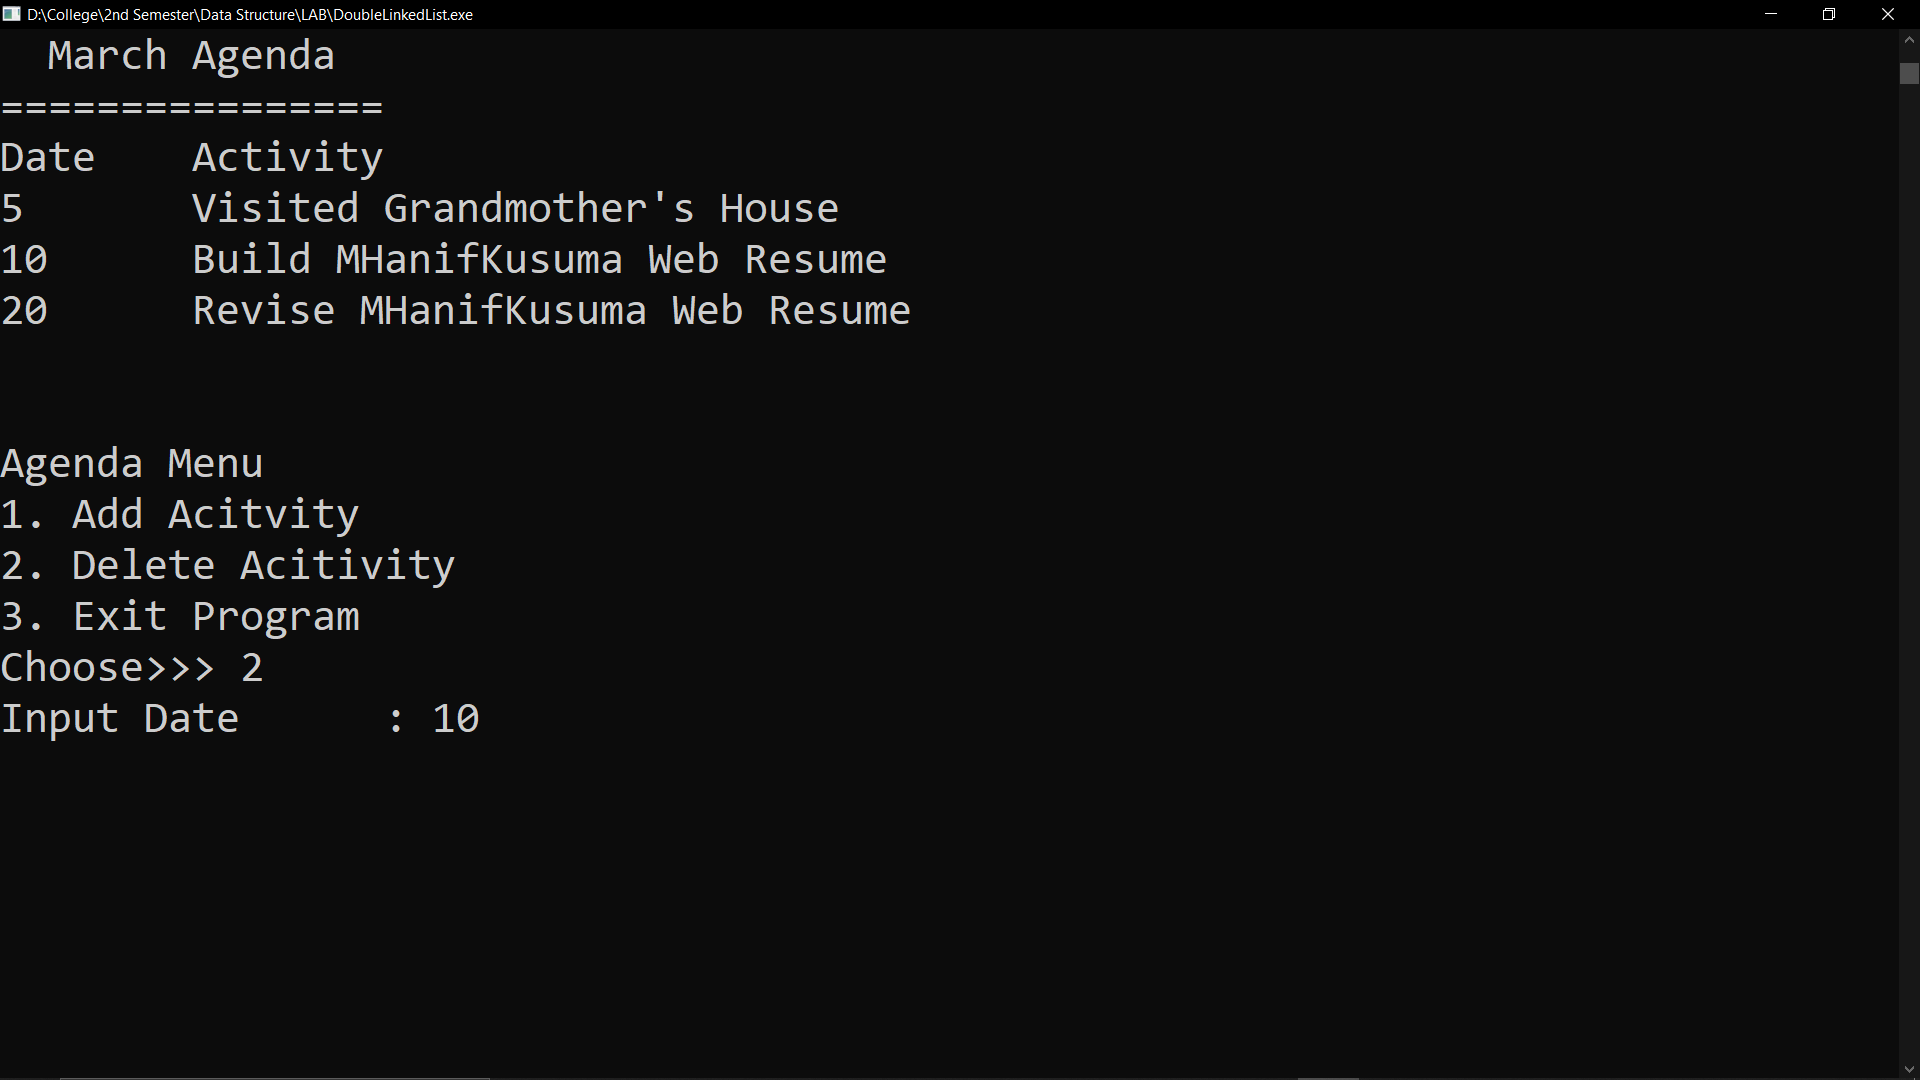 D:\College\2nd Semester\Data Structure\LAB\DoubleLinkedList.exe
March Agenda
================
Date    Activity
5       Visited Grandmother's House
10      Build MHanifKusuma Web Resume
20      Revise MHanifKusuma Web Resume
Agenda Menu
1. Add Acitvity
2. Delete Acitivity
3. Exit Program
Choose>>> 2
Input Date      : 10